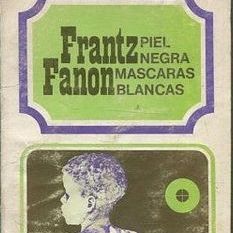 Frantz PIEL
NEGRA
Fanon MASCARAS
BLANCAS